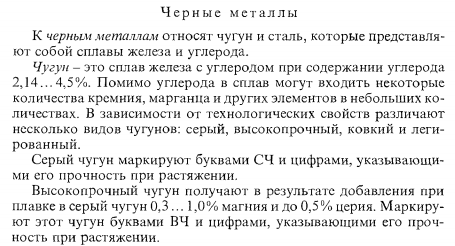 Черные металлы
К черным металлам относят чугун и сталь, которые представля-
ют собой сплавы железа и углерода.
Чугун – это сплав железа с углеродом при содержании углерода
2,14…4,5%. Помимо углерода в сплав могут входить некоторые
количества кремния, марганца и других элементов в небольших ко-
личествах. В зависимости от технологических свойств различают
несколько видов чугунов: серый, высокопрочный, ковкий и леги-
рованный.
Серый чугун маркируют буквами СЧ и цифрами, указывающи-
ми его прочность при растяжении.
Высокопрочный чугун получают в результате добавления при
плавке в серый чугун 0,3…1,0% магния и до 0,5% церия. Маркиру-
ют этот чугун буквами ВЧ и цифрами, указывающими его проч-
ность при растяжении.